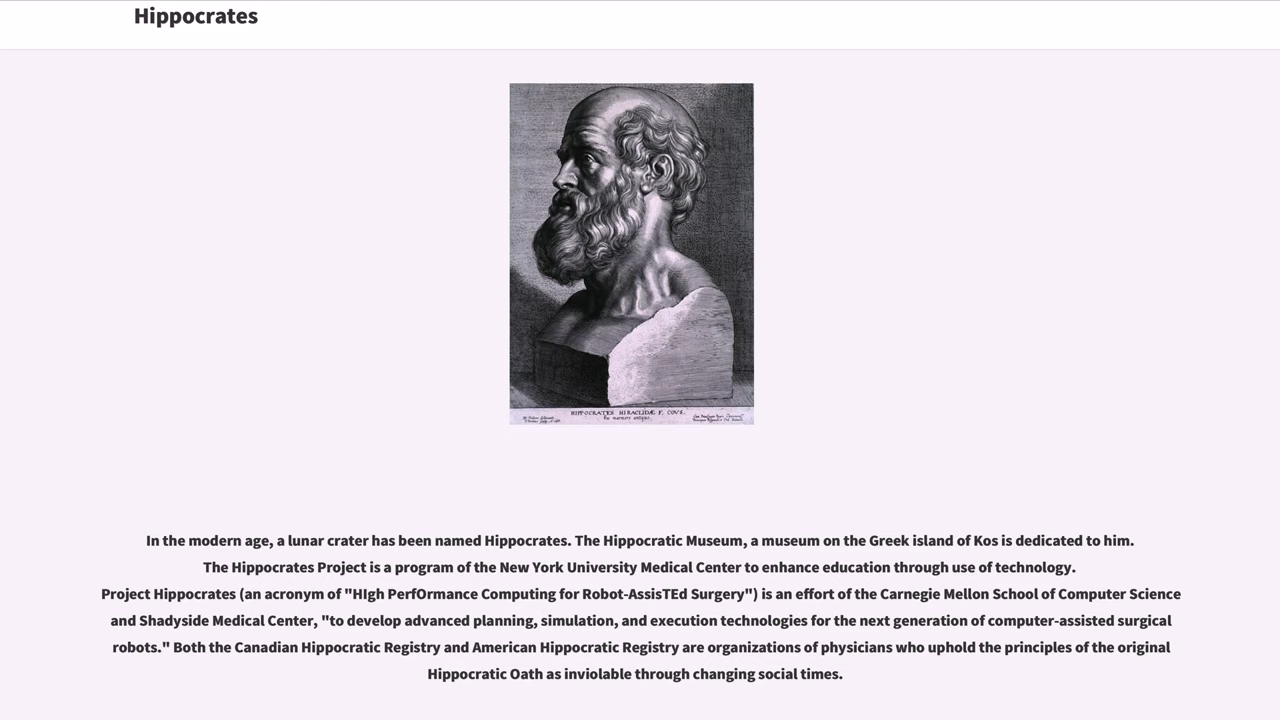 Hippocrates
HIPPOCRATES HIRACLIDÆ F. COVS.
Ex marmore antiquo.
In the modern age, a lunar crater has been named Hippocrates. The Hippocratic Museum, a museum on the Greek island of Kos is dedicated to him.
The Hippocrates Project is a program of the New York University Medical Center to enhance education through use of technology.
Project Hippocrates (an acronym of "HIgh PerfOrmance Computing for Robot-AssisTEd Surgery") is an effort of the Carnegie Mellon School of Computer Science
and Shadyside Medical Center, "to develop advanced planning, simulation, and execution technologies for the next generation of computer-assisted surgical
robots." Both the Canadian Hippocratic Registry and American Hippocratic Registry are organizations of physicians who uphold the principles of the original
Hippocratic Oath as inviolable through changing social times.